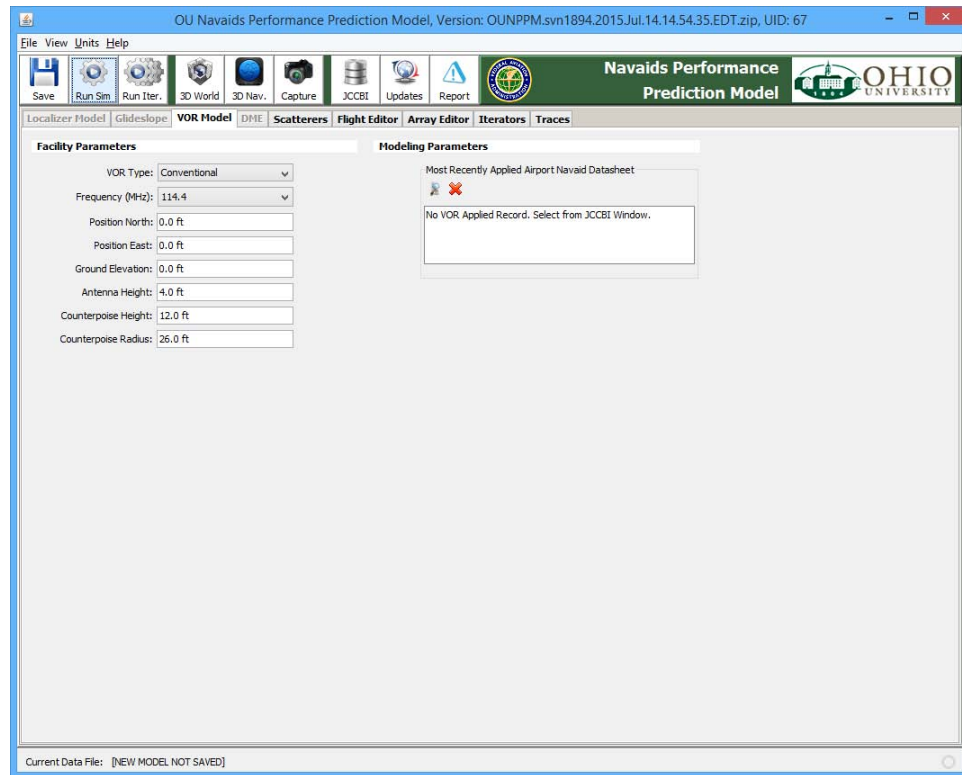 OU Navaids Performance Prediction Model, Version: OUNPPM.svn1894.2015.Jul.14.14.54.35.EDT.zip, UID: 67
File View Units Help
Save Run Sim Run Iter. 3D World 3D Nav. Capture JCCBI Updates Report
Navaids Performance
Prediction Model
OHIO
UNIVERSITY
Localizer Model Glideslope VOR Model DME Scatterers Flight Editor Array Editor Iterators Traces
Facility Parameters
VOR Type: Conventional
Frequency (MHz): 114.4
Position North: 0.0 ft
Position East: 0.0 ft
Ground Elevation: 0.0 ft
Antenna Height: 4.0 ft
Counterpoise Height: 12.0 ft
Counterpoise Radius: 26.0 ft
Modeling Parameters
Most Recently Applied Airport Navaid Datasheet
No VOR Applied Record. Select from JCCBI Window.
Current Data File: [NEW MODEL NOT SAVED]